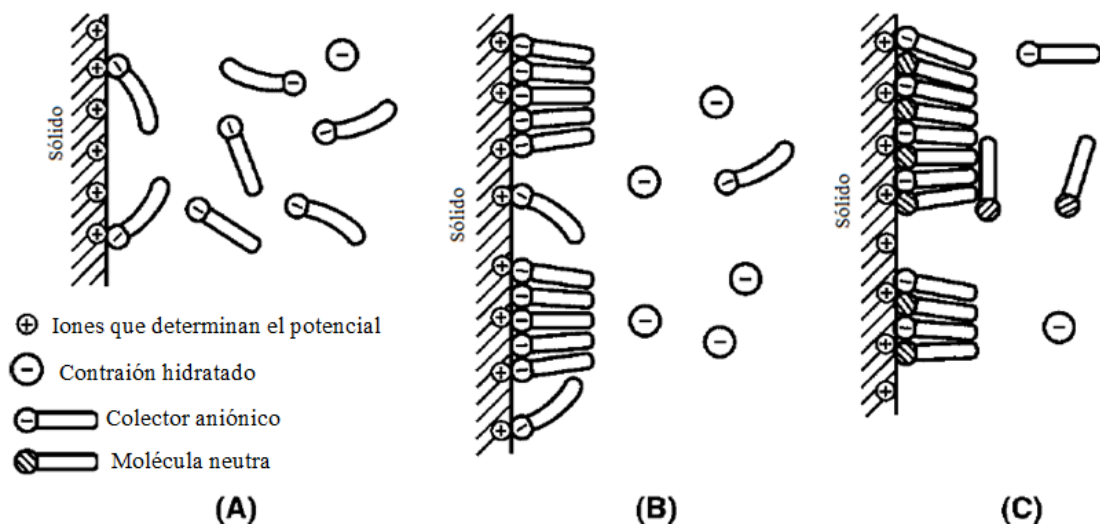 Sólido
Sólido
Sólido
Iones que determinan el potencial
Contraión hidratado
Colector aniónico
Molécula neutra
(A)
(B)
(C)